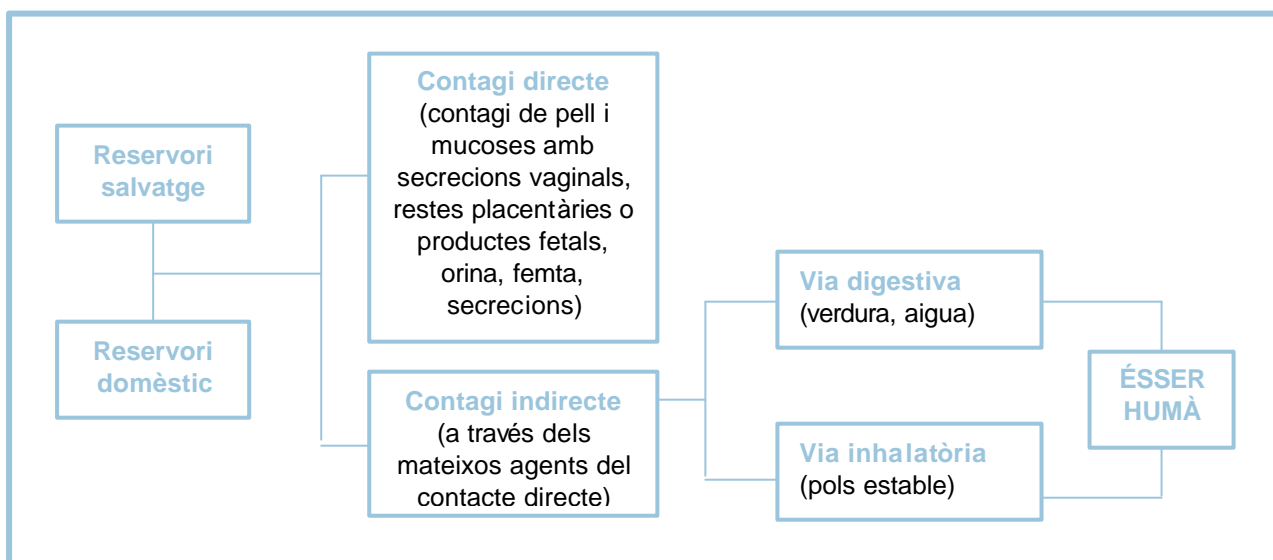 Reservori
salvatge
Reservori
domèstic
Contagi directe
(contagi de pell i
mucoses amb
secrecions vaginals,
restes placentàries o
productes fetals,
orina, femta,
secrecions)
Contagi indirecte
(a través dels
mateixos agents del
contacte directe)
Via digestiva
(verdura, aigua)
Via inhalatòria
(pols estable)
ÉSSER
HUMÀ